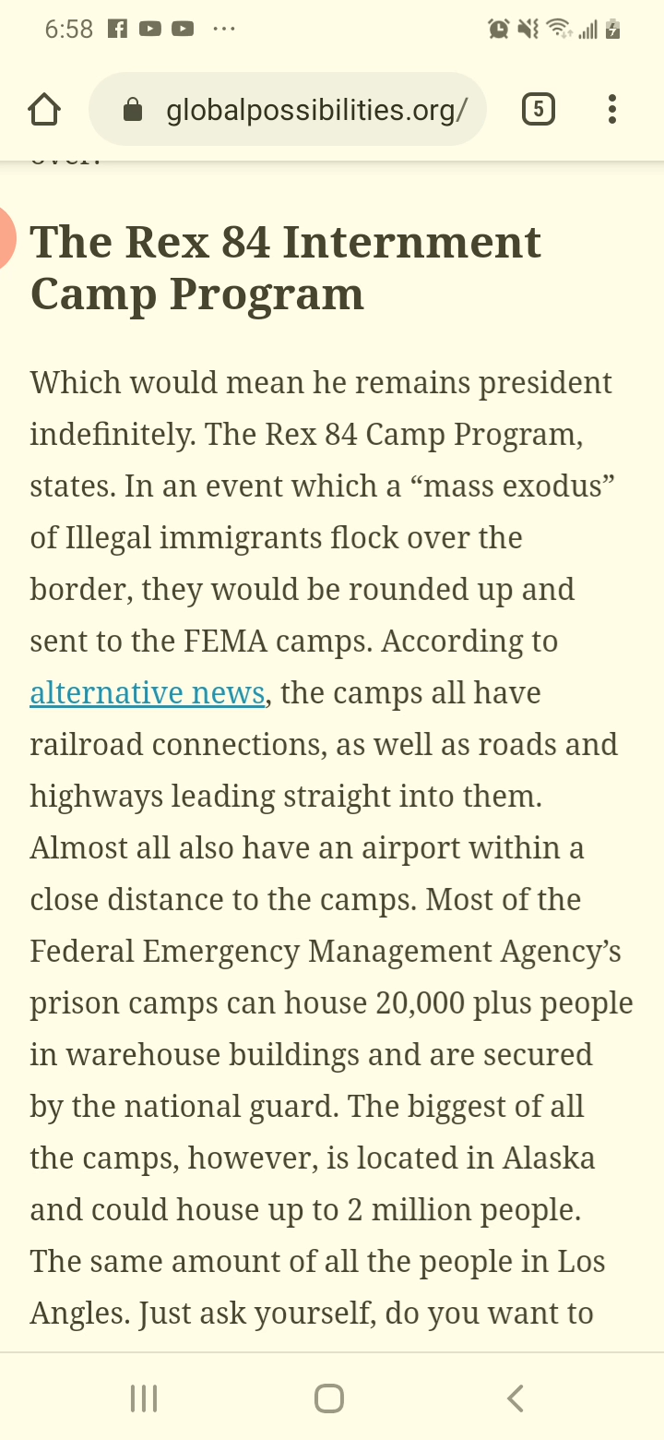 6:58
globalpossibilities.org/
5
over.
The Rex 84 Internment
Camp Program
Which would mean he remains president
indefinitely. The Rex 84 Camp Program,
states. In an event which a “mass exodus”
of Illegal immigrants flock over the
border, they would be rounded up and
sent to the FEMA camps. According to
alternative news, the camps all have
railroad connections, as well as roads and
highways leading straight into them.
Almost all also have an airport within a
close distance to the camps. Most of the
Federal Emergency Management Agency’s
prison camps can house 20,000 plus people
in warehouse buildings and are secured
by the national guard. The biggest of all
the camps, however, is located in Alaska
and could house up to 2 million people.
The same amount of all the people in Los
Angles. Just ask yourself, do you want to